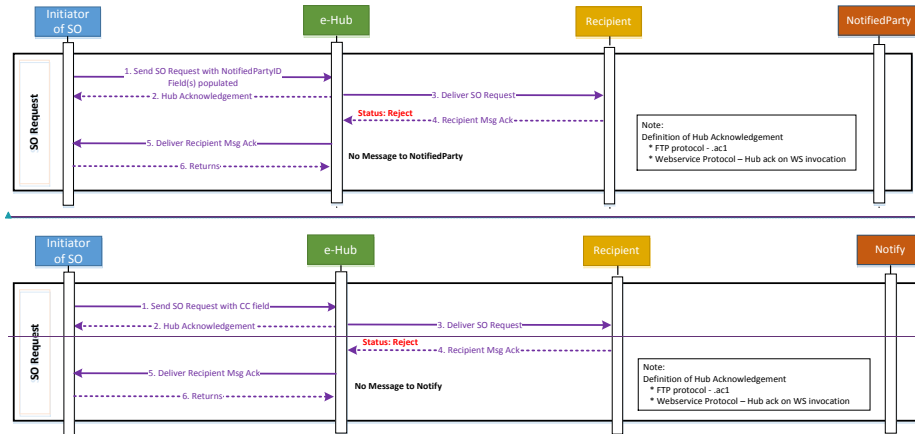 Initiator
of SO
e-Hub
Recipient
NotifiedParty
SO Request
1. Send SO Request with NotifiedPartyID
Field(s) populated
2. Hub Acknowledgement
3. Deliver SO Request
Status: Reject
4. Recipient Msg Ack
5. Deliver Recipient Msg Ack
6. Returns
No Message to NotifiedParty
Note:
Definition of Hub Acknowledgement
* FTP protocol - .ac1
* Webservice Protocol – Hub ack on WS invocation
Initiator
of SO
e-Hub
Recipient
Notify
SO Request
1. Send SO Request with CC field
2. Hub Acknowledgement
3. Deliver SO Request
Status: Reject
4. Recipient Msg Ack
5. Deliver Recipient Msg Ack
6. Returns
No Message to Notify
Note:
Definition of Hub Acknowledgement
* FTP protocol - .ac1
* Webservice Protocol – Hub ack on WS invocation